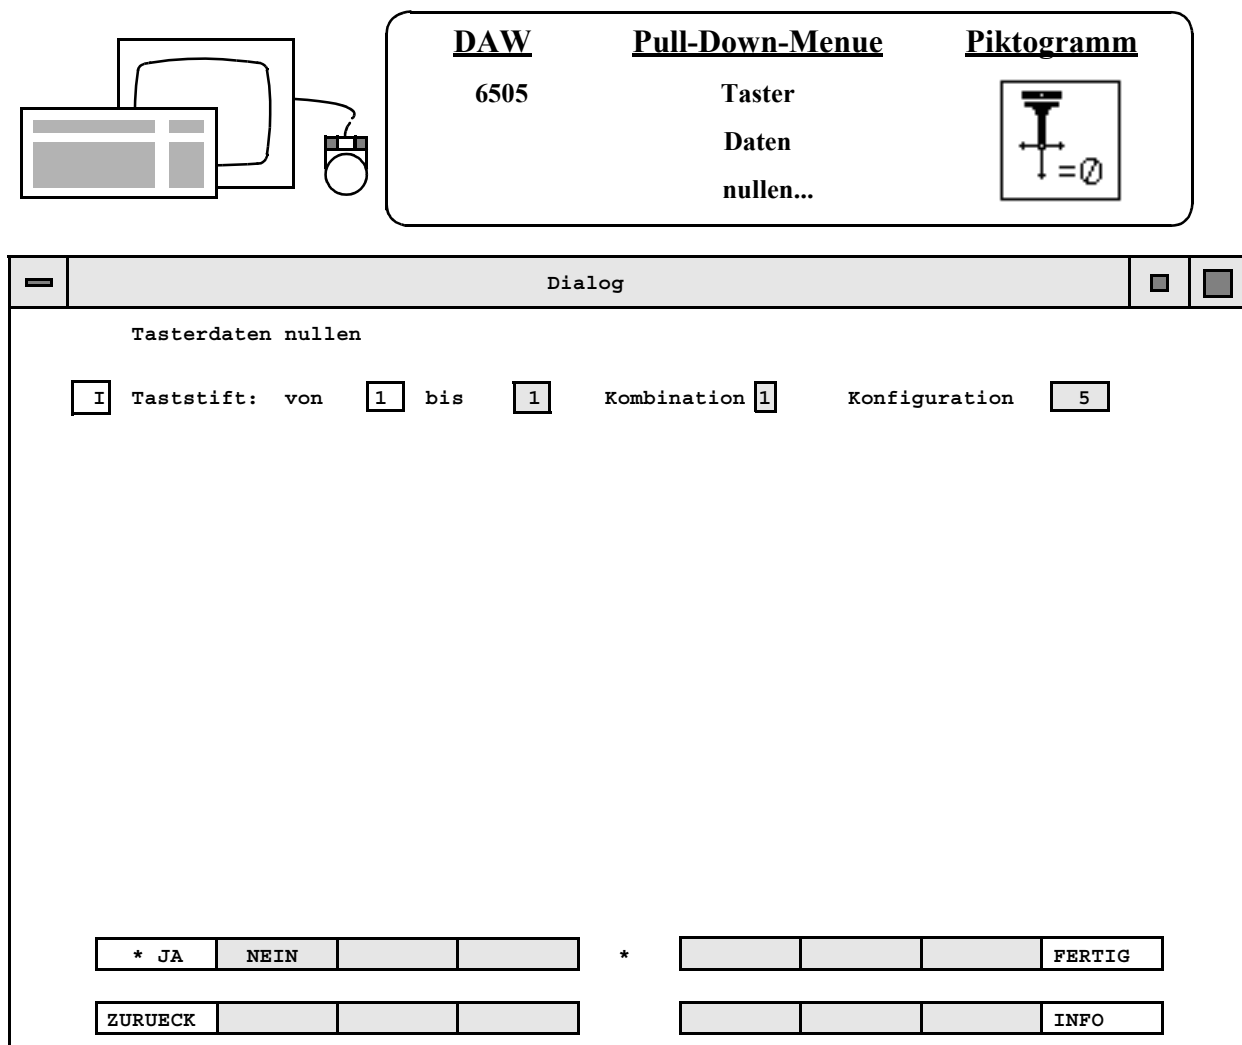 DAW Pull-Down-Menue Piktogramm
6505 Taster
Daten
nullen...
=0
Dialog
Tasterdaten nullen
I Taststift: von 1 bis 1 Kombination 1 Konfiguration 5
* JA NEIN * FERTIG
ZURUECK INFO